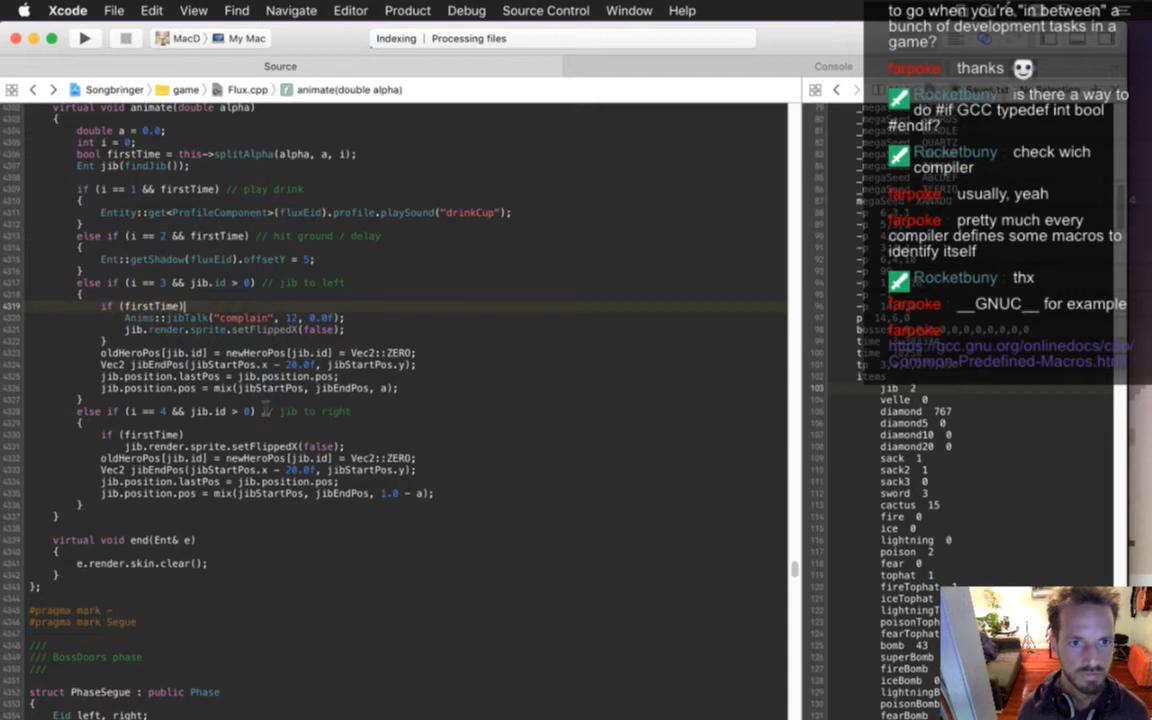 Xcode File Edit View Find Navigate Editor Product Debug Source Control Window Help
MacD My Mac
Indexing | Processing files
Source
Console
Songbringer game Flux.cpp animate(double alpha)
virtual void animate(double alpha)
{
double a = 0.0;
int i = 0;
bool firstTime = this->splitAlpha(alpha, a, i);
Ent jib(findJib());
if (i == 1 && firstTime) // play drink
{
Entity::get<ProfileComponent>(fluxEid).profile.playSound("drinkCup");
}
else if (i == 2 && firstTime) // hit ground / delay
{
Ent::getShadow(fluxEid).offsetY = 5;
}
else if (i == 3 && jib.id > 0) // jib to left
{
4319 if (firstTime)
Anims::jibTalk("complain", 12, 0.0f);
jib.render.sprite.setFlippedX(false);
}
oldHeroPos[jib.id] = newHeroPos[jib.id] = Vec2::ZERO;
Vec2 jibEndPos(jibStartPos.x - 20.0f, jibStartPos.y);
jib.position.lastPos = jib.position.pos;
jib.position.pos = mix(jibStartPos, jibEndPos, a);
}
else if (i == 4 && jib.id > 0) // jib to right
{
if (firstTime)
jib.render.sprite.setFlippedX(false);
oldHeroPos[jib.id] = newHeroPos[jib.id] = Vec2::ZERO;
Vec2 jibEndPos(jibStartPos.x - 20.0f, jibStartPos.y);
jib.position.lastPos = jib.position.pos;
jib.position.pos = mix(jibStartPos, jibEndPos, 1.0 - a);
}
}
virtual void end(Ent& e)
{
e.render.skin.clear();
}
};
#pragma mark -
#pragma mark Segue
///
/// BossDoors phase
///
struct PhaseSegue : public Phase
{
Eid left, right;
to go when you're "in between" a
bunch of development tasks in a
game?
farpoke thanks
Rocketbuny is there a way to
do #if GCC typedef int bool
#endif?
Rocketbuny check wich
compiler
farpoke usually, yeah
farpoke pretty much every
compiler defines some macros to
identify itself
Rocketbuny thx
farpoke __GNUC__ for example
farpoke
https://gcc.gnu.org/onlinedocs/cpp/
Common-Predefined-Macros.html
items
103 jib 2
velle 0
diamond 767
diamond5 0
diamond10 0
diamond20 0
sack 1
sack2 1
sack3 0
sword 3
cactus 15
fire 0
ice 0
lightning 0
poison 2
fear 0
tophat 1
fireTophat
iceTophat
lightningT
poisonToph
fearTophat
bomb 43
superBomb
fireBomb
iceBomb 0
lightningB
poisonBomb
fearBomb